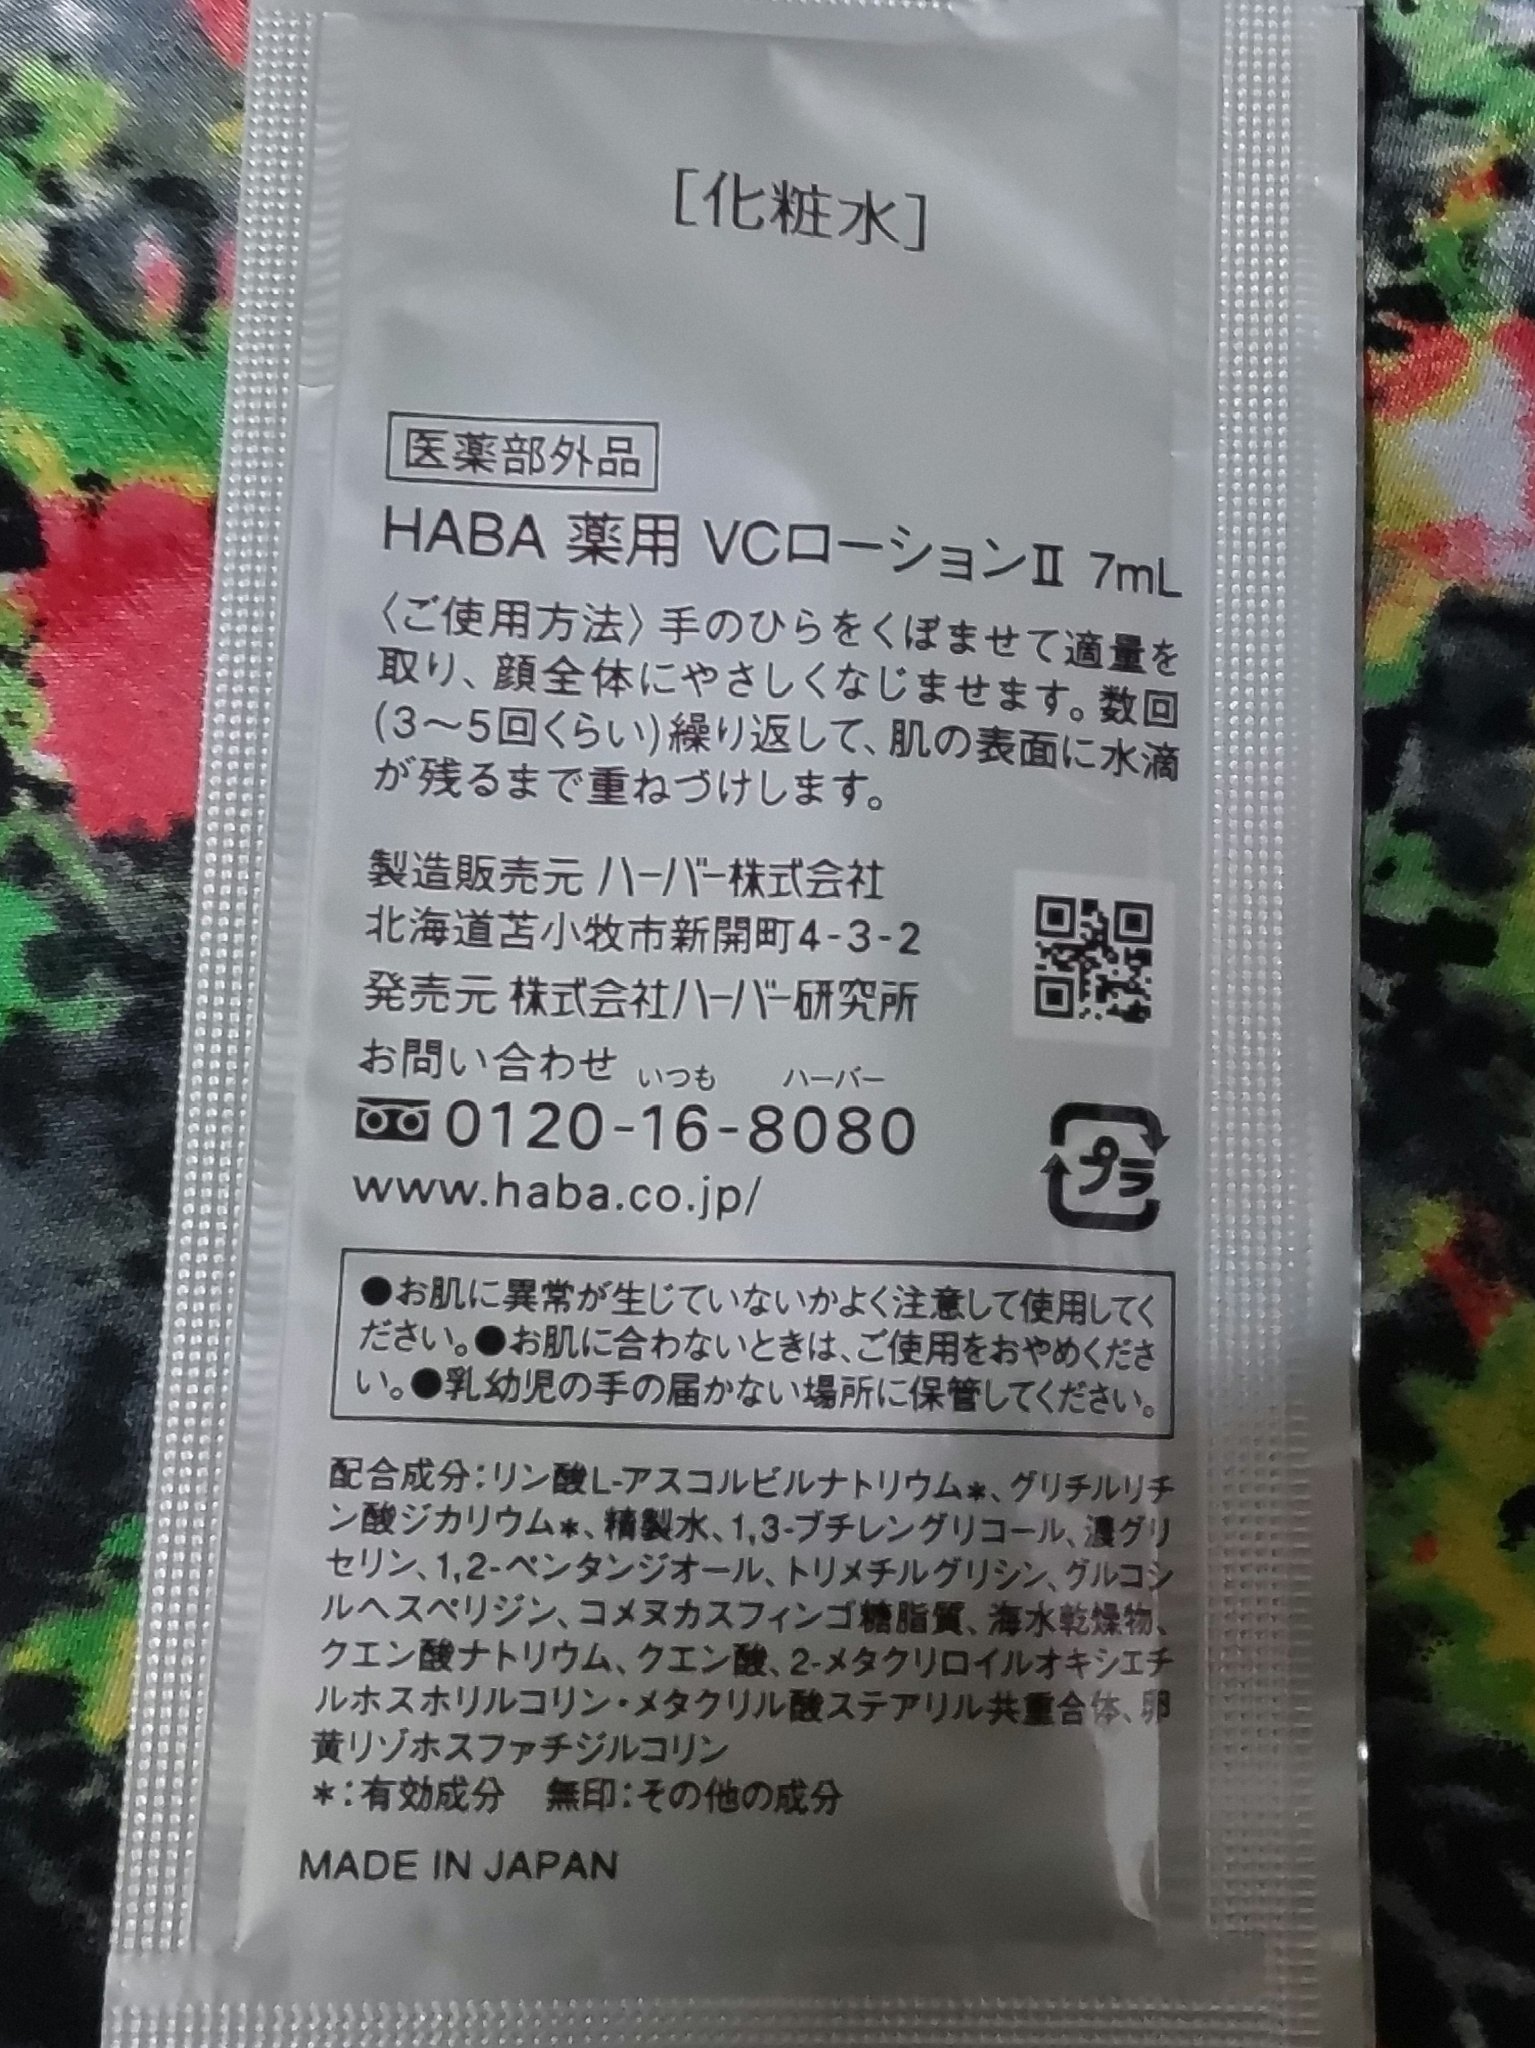 [化粧水]
医薬部外品
HABA 薬用 VCローションⅡ 7mL
〈ご使用方法〉手のひらをくぼませて適量を
取り、顔全体にやさしくなじませます。数回
(3～5回くらい)繰り返して、肌の表面に水滴
が残るまで重ねづけします。
製造販売元 ハーバー株式会社
北海道苫小牧市新開町4-3-2
発売元 株式会社ハーバー研究所
お問い合わせ
いつも ハーバー
0120-16-8080
www.haba.co.jp/
プラ
●お肌に異常が生じていないかよく注意して使用してく
ださい。●お肌に合わないときは、ご使用をおやめくださ
い。●乳幼児の手の届かない場所に保管してください。
配合成分：リン酸L-アスコルビルナトリウム*、グリチルリチ
ン酸ジカリウム*、精製水、1,3-ブチレングリコール、濃グリ
セリン、1,2-ペンタンジオール、トリメチルグリシン、グルコシ
ルヘスペリジン、コメヌカスフィンゴ糖脂質、海水乾燥物、
クエン酸ナトリウム、クエン酸、2-メタクリロイルオキシエチ
ルホスホリルコリン・メタクリル酸ステアリル共重合体、卵
黄リゾホスファチジルコリン
*：有効成分　無印：その他の成分
MADE IN JAPAN